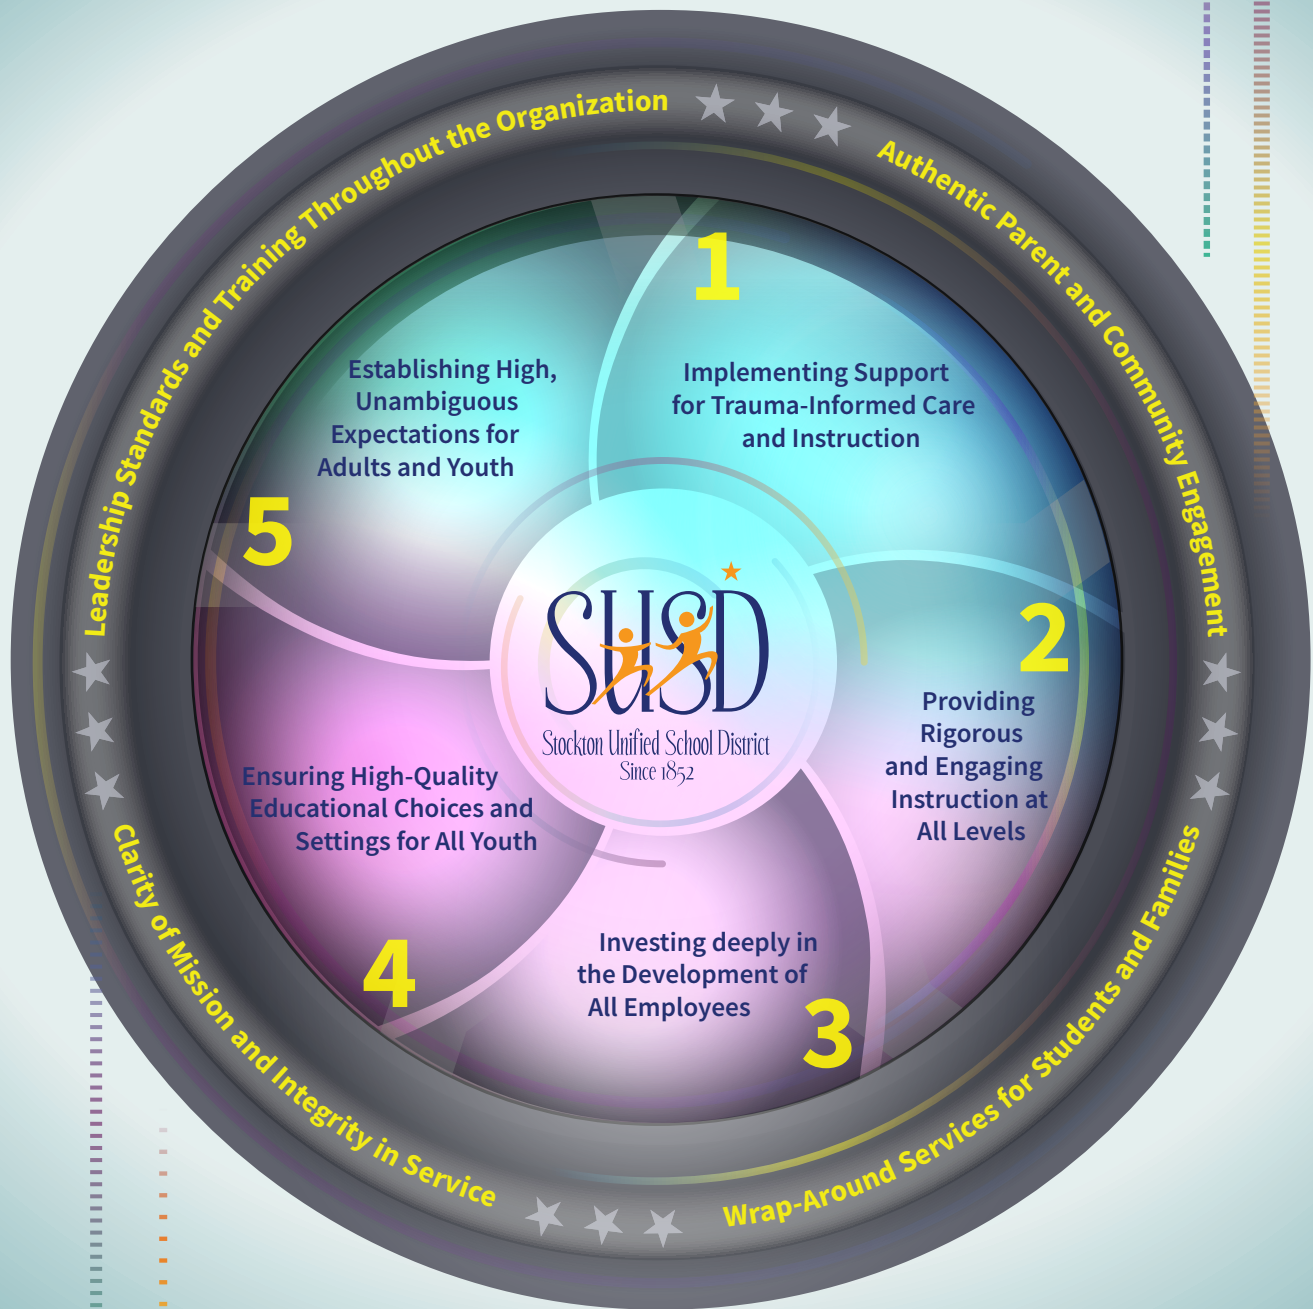 Leadership Standards and Training Throughout the Organization
Authentic Parent and Community Engagement
Wrap-Around Services for Students and Families
Clarity of Mission and Integrity in Service
1
Implementing Support
for Trauma-Informed Care
and Instruction
2
Providing
Rigorous
and Engaging
Instruction at
All Levels
3
Investing deeply in
the Development of
All Employees
4
Ensuring High-Quality
Educational Choices and
Settings for All Youth
5
Establishing High,
Unambiguous
Expectations for
Adults and Youth
SUSD
Stockton Unified School District
Since 1852